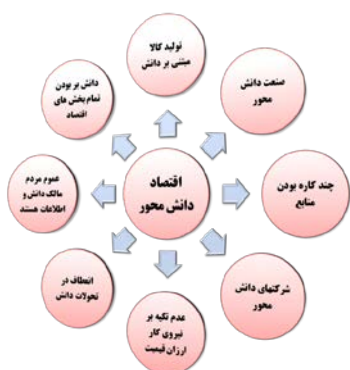 تولید کالا
مبتنی بر دانش
صنعت دانش
محور
چند کاره بودن
منابع
شرکتهای دانش
محور
عدم تکیه بر
نیروی کار
ارزان قیمت
انعطاف در
تحولات دانش
عموم مردم
مالک دانش و
اطلاعات هستند
دانش بر بودن
تمام بخش های
اقتصاد
اقتصاد
دانش محور